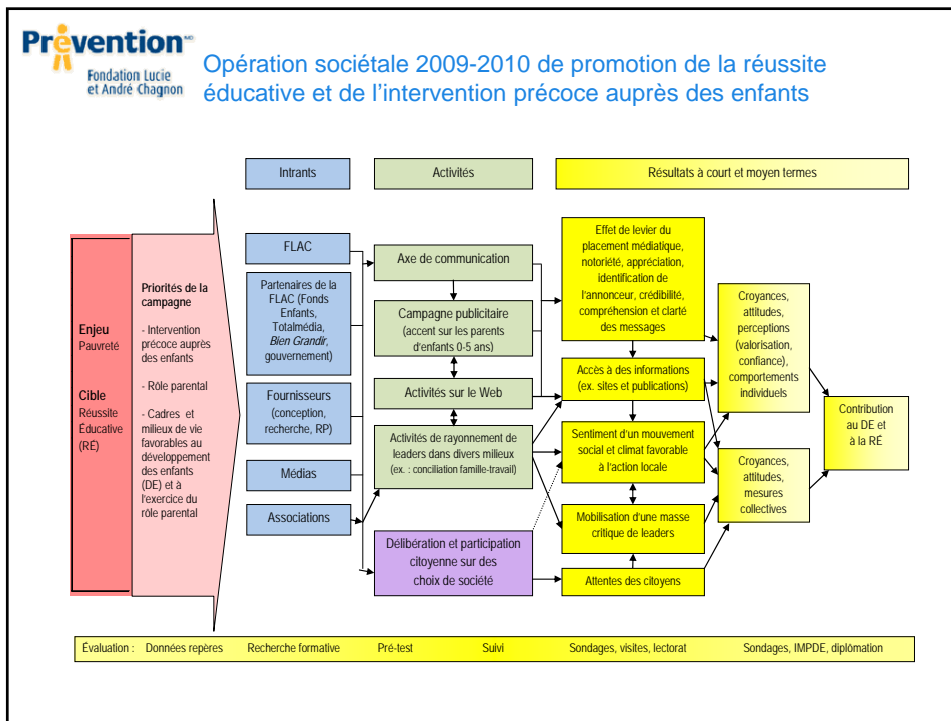 Prévention MD
Fondation Lucie
et André Chagnon
Opération sociétale 2009-2010 de promotion de la réussite
éducative et de l'intervention précoce auprès des enfants
Intrants
Activités
Résultats à court et moyen termes
Enjeu
Pauvreté
Cible
Réussite
Éducative
(RÉ)
Priorités de la
campagne
- Intervention
précoce auprès
des enfants
- Rôle parental
- Cadres et
milieux de vie
favorables au
développement
des enfants
(DE) et à
l'exercice du
rôle parental
FLAC
Partenaires de la
FLAC (Fonds
Enfants,
Totalmédia,
Bien Grandir,
gouvernement)
Fournisseurs
(conception,
recherche, RP)
Médias
Associations
Axe de communication
Campagne publicitaire
(accent sur les parents
d'enfants 0-5 ans)
Activités sur le Web
Activités de rayonnement de
leaders dans divers milieux
(ex. : conciliation famille-travail)
Délibération et participation
citoyenne sur des
choix de société
Effet de levier du
placement médiatique,
notoriété, appréciation,
identification de
l'annonceur, crédibilité,
compréhension et clarté
des messages
Accès à des informations
(ex. sites et publications)
Sentiment d'un mouvement
social et climat favorable
à l'action locale
Mobilisation d'une masse
critique de leaders
Attentes des citoyens
Croyances,
attitudes,
perceptions
(valorisation,
confiance),
comportements
individuels
Croyances,
attitudes,
mesures
collectives
Contribution
au DE et
à la RÉ
Évaluation : Données repères Recherche formative Pré-test Suivi Sondages, visites, lectorat Sondages, IMPDE, diplômation